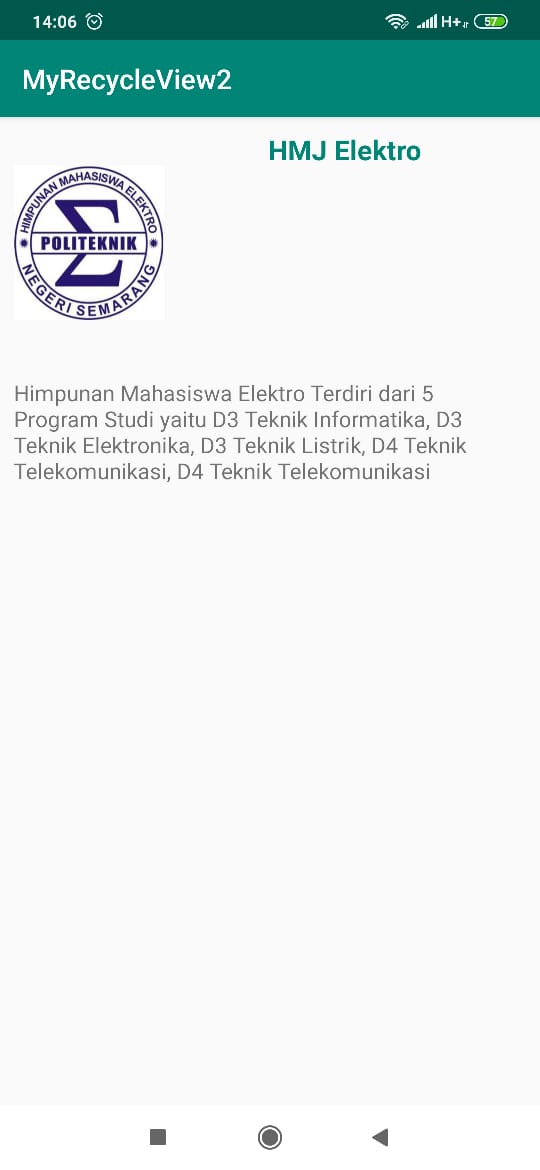 14:06
H+
57
MyRecycleView2
HMJ Elektro
HIMPUNAN MAHASISWA ELEKTRO
POLITEKNIK
NEGERI SEMARANG
Himpunan Mahasiswa Elektro Terdiri dari 5
Program Studi yaitu D3 Teknik Informatika, D3
Teknik Elektronika, D3 Teknik Listrik, D4 Teknik
Telekomunikasi, D4 Teknik Telekomunikasi